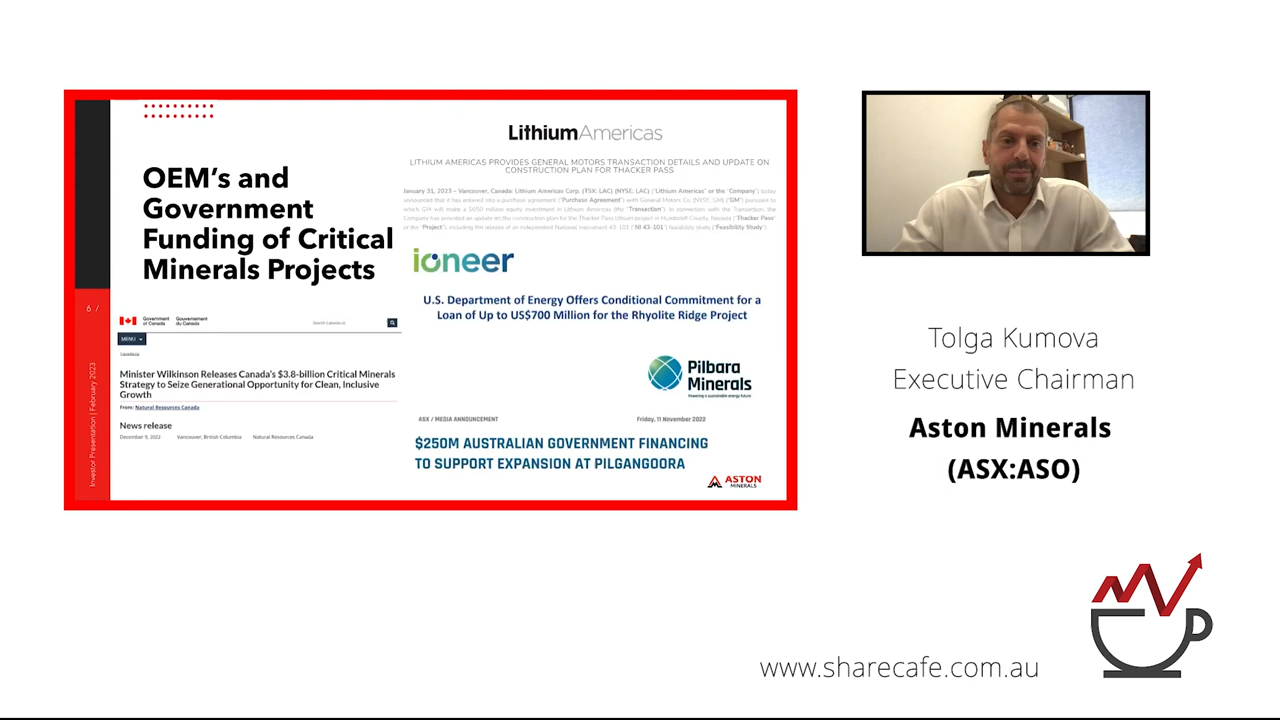 OEM's and
Government
Funding of Critical
Minerals Projects
6 /
Investor Presentation | February 2023
Government
of Canada
Gouvernement
du Canada
Search Canada.ca
MENU
Canada.ca
Minister Wilkinson Releases Canada's $3.8-billion Critical Minerals
Strategy to Seize Generational Opportunity for Clean, Inclusive
Growth
From: Natural Resources Canada
News release
December 9, 2022 Vancouver, British Columbia Natural Resources Canada
LithiumAmericas
LITHIUM AMERICAS PROVIDES GENERAL MOTORS TRANSACTION DETAILS AND UPDATE ON
CONSTRUCTION PLAN FOR THACKER PASS
January 31, 2023 – Vancouver, Canada: Lithium Americas Corp. (TSX: LAC) (NYSE: LAC) ("Lithium Americas" or the "Company") today
announced that it has entered into a purchase agreement ("Purchase Agreement") with General Motors Co. (NYSE: GM) ("GM") pursuant to
which GM will make a $650 million equity investment in Lithium Americas (the "Transaction"). In connection with the Transaction, the
Company has provided an update on the construction plan for the Thacker Pass lithium project in Humboldt County, Nevada ("Thacker Pass"
or the "Project"), including the release of an independent National Instrument 43-101 ("NI 43-101") feasibility study ("Feasibility Study").
ioneer
U.S. Department of Energy Offers Conditional Commitment for a
Loan of Up to US$700 Million for the Rhyolite Ridge Project
Pilbara
Minerals
Powering a sustainable energy future
ASX / MEDIA ANNOUNCEMENT Friday, 11 November 2022
$250M AUSTRALIAN GOVERNMENT FINANCING
TO SUPPORT EXPANSION AT PILGANGOORA
ASTON
MINERALS
Tolga Kumova
Executive Chairman
Aston Minerals
(ASX:ASO)
www.sharecafe.com.au